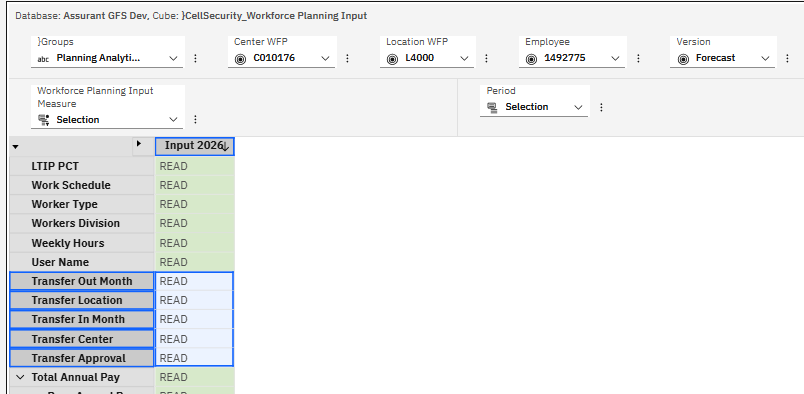 Database: Assurant GFS Dev, Cube: }CellSecurity_Workforce Planning Input
}Groups
abc Planning Analyti...
Center WFP
C010176
Location WFP
L4000
Employee
1492775
Version
Forecast
Workforce Planning Input
Measure
Selection
Period
Selection
Input 2026
LTIP PCT READ
Work Schedule READ
Worker Type READ
Workers Division READ
Weekly Hours READ
User Name READ
Transfer Out Month READ
Transfer Location READ
Transfer In Month READ
Transfer Center READ
Transfer Approval READ
Total Annual Pay READ